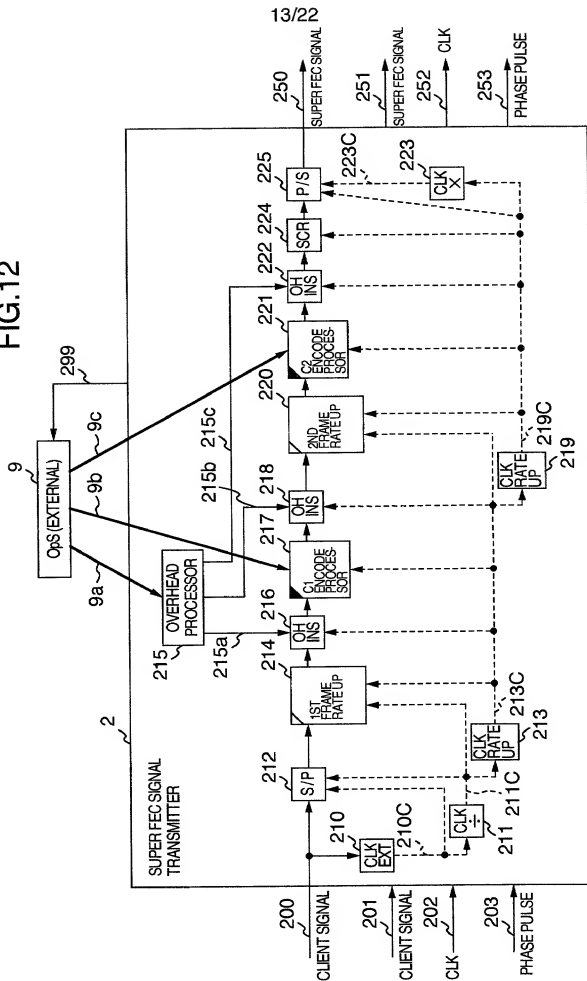 13/22
FIG.12
9
OpS (EXTERNAL)
299
9a
9b
9c
2
SUPER FEC SIGNAL
TRANSMITTER
OVERHEAD
PROCESSOR
215
215a
215b
215c
200
CLIENT SIGNAL
201
CLIENT SIGNAL
202
CLK
203
PHASE PULSE
212
S/P
214
1ST
FRAME
RATE UP
216
OH
INS
217
C1
ENCODE
PROCES-
SOR
218
OH
INS
220
2ND
FRAME
RATE UP
221
C2
ENCODE
PROCES-
SOR
222
OH
INS
224
SCR
225
P/S
250
SUPER FEC SIGNAL
251
SUPER FEC SIGNAL
252
CLK
253
PHASE PULSE
210
CLK
EXT
210C
CLK
÷
211
211C
CLK
RATE
UP
213
213C
CLK
RATE
UP
219
219C
CLK
X
223
223C